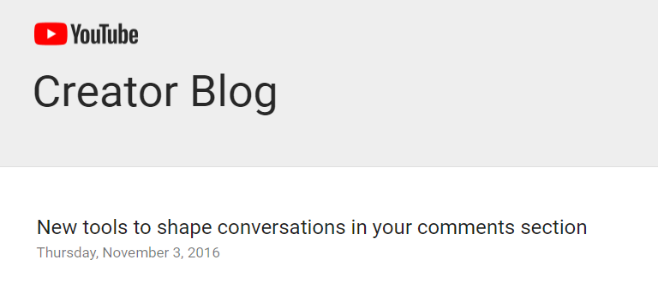 YouTube
Creator Blog
New tools to shape conversations in your comments section
Thursday, November 3, 2016